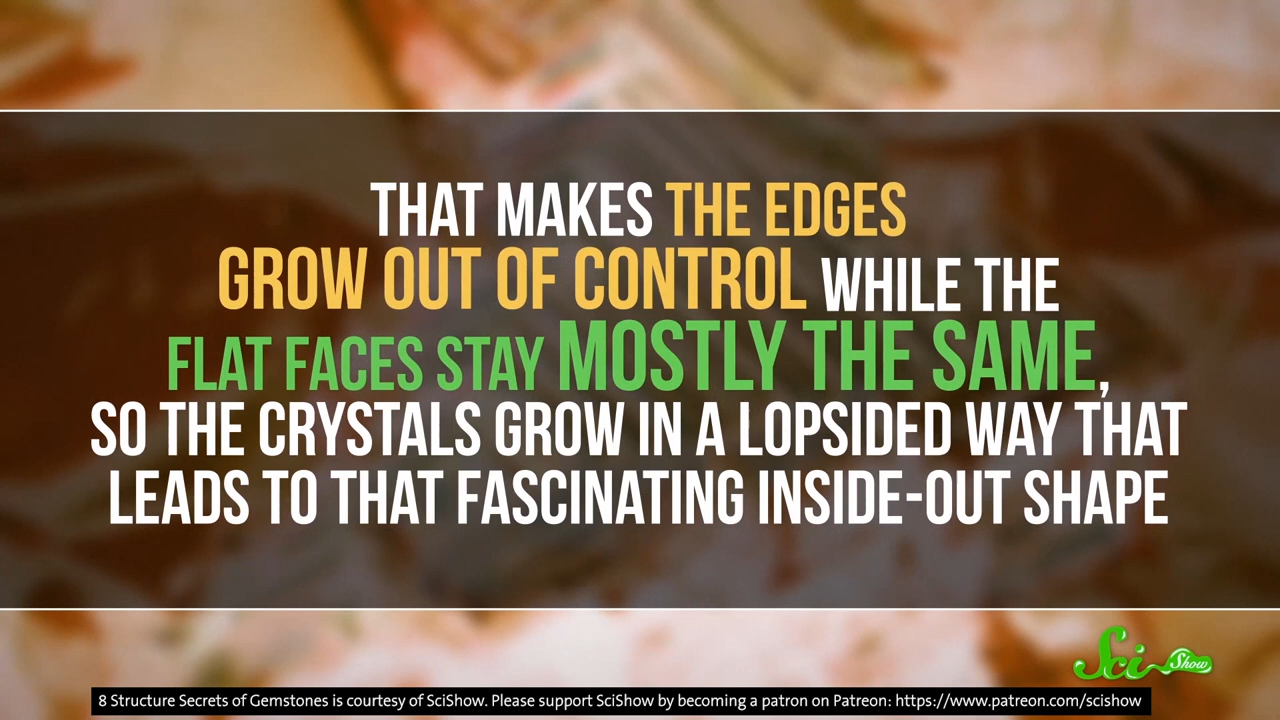 THAT MAKES THE EDGES
GROW OUT OF CONTROL WHILE THE
FLAT FACES STAY MOSTLY THE SAME,
SO THE CRYSTALS GROW IN A LOPSIDED WAY THAT
LEADS TO THAT FASCINATING INSIDE-OUT SHAPE
Sci Show
8 Structure Secrets of Gemstones is courtesy of SciShow. Please support SciShow by becoming a patron on Patreon: https://www.patreon.com/scishow